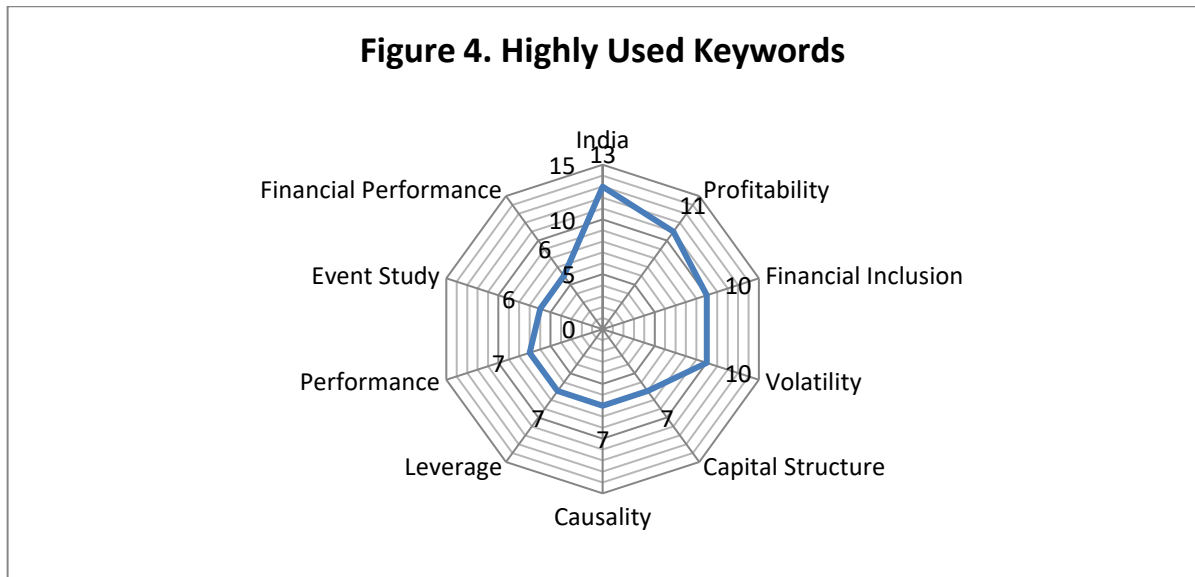 Figure 4. Highly Used Keywords
India
13
15
Financial Performance
Profitability
11
10
6
Event Study
5
Financial Inclusion
10
6
0
Performance
7
Volatility
10
7
7
7
Leverage
Capital Structure
Causality